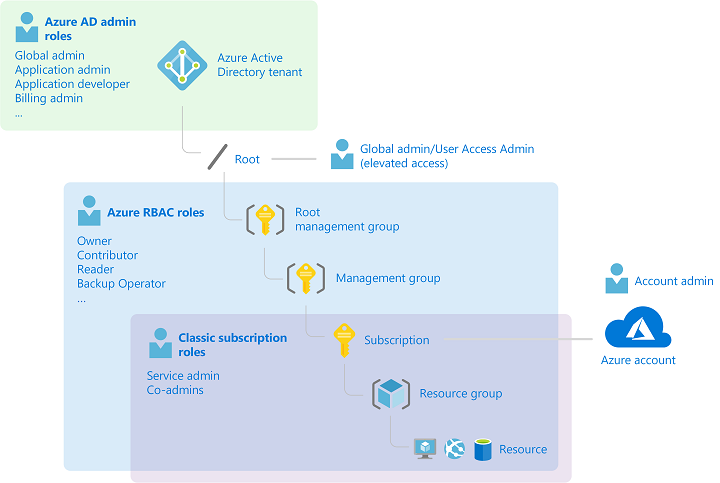 Azure AD admin
roles
Global admin
Application admin
Application developer
Billing admin
...
Azure Active
Directory tenant
Root
Global admin/User Access Admin
(elevated access)
Azure RBAC roles
Owner
Contributor
Reader
Backup Operator
...
Root
management group
Management group
Account admin
Azure account
Classic subscription
roles
Service admin
Co-admins
Subscription
Resource group
Resource